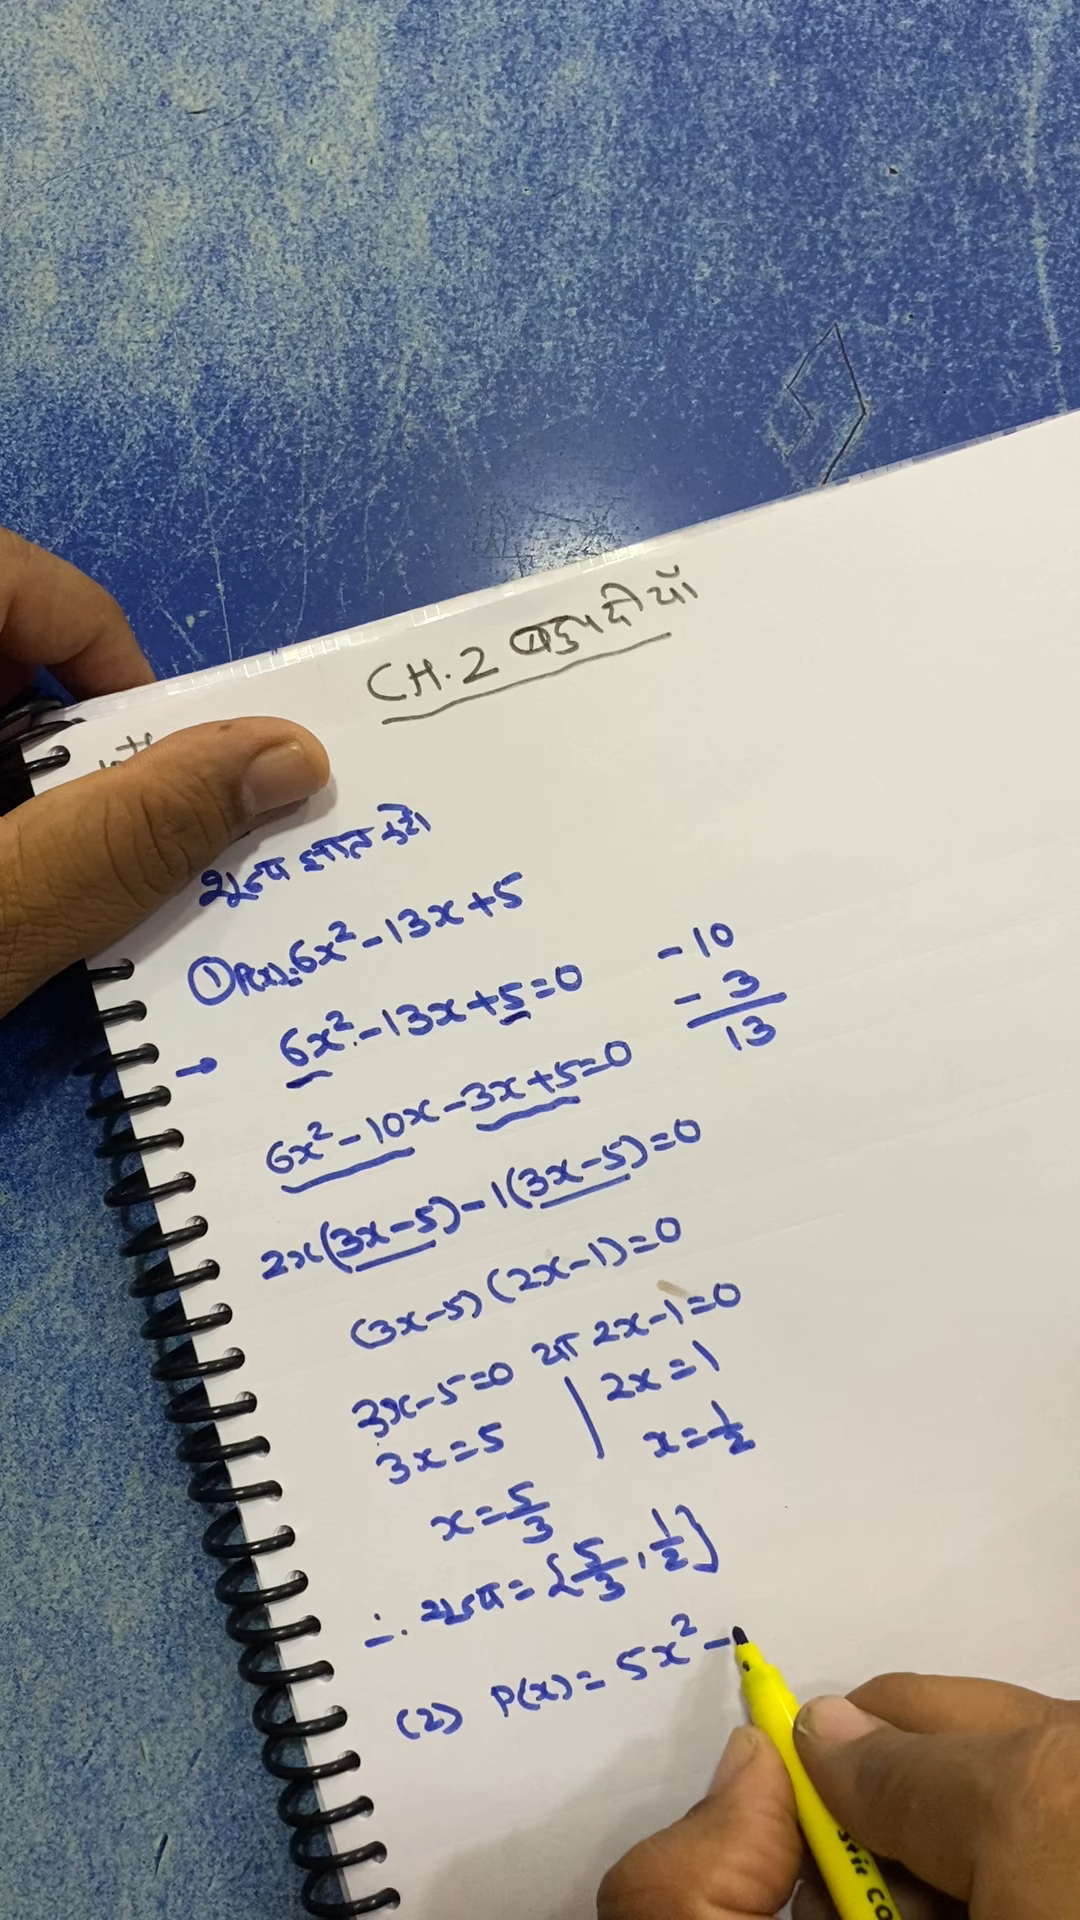 CH.2 बहुपदीयाँ
शून्य ज्ञात करो
① P(x)=6x²-13x+5
→ 6x²-13x+5=0
-10
- 3
13
6x²-10x-3x+5=0
2x(3x-5)-1(3x-5)=0
(3x-5)(2x-1)=0
3x-5=0 या 2x-1=0
3x=5 | 2x=1
x=5/3
x=1/2
∴ शून्य={5/3, 1/2}
(2) P(x)=5x²-